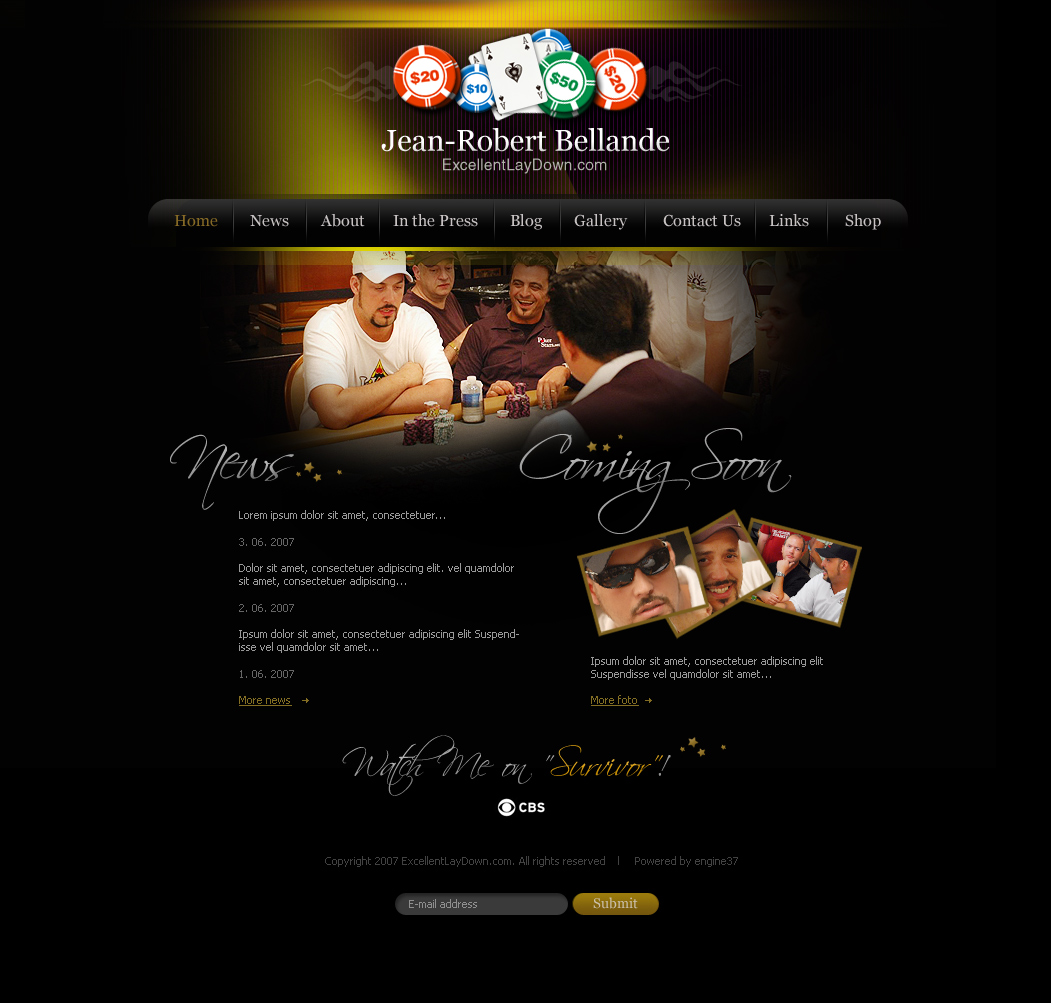 $20
$10
A
A
$50
$20
Jean-Robert Bellande
ExcellentLayDown.com
Home
News
About
In the Press
Blog
Gallery
Contact Us
Links
Shop
Poker
Stars
News
Coming Soon
Lorem ipsum dolor sit amet, consectetuer...
3. 06. 2007
Dolor sit amet, consectetuer adipiscing elit. vel quamdolor
sit amet, consectetuer adipiscing...
2. 06. 2007
Ipsum dolor sit amet, consectetuer adipiscing elit Suspend-
isse vel quamdolor sit amet...
1. 06. 2007
More news
Ipsum dolor sit amet, consectetuer adipiscing elit
Suspendisse vel quamdolor sit amet...
More foto
Watch Me on "Survivor"!
CBS
Copyright 2007 ExcellentLayDown.com. All rights reserved | Powered by engine37
E-mail address
Submit